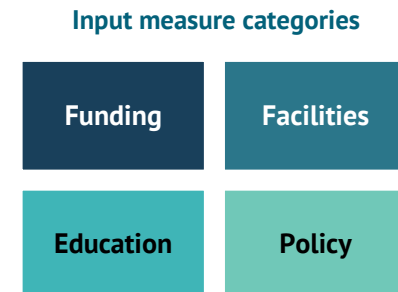 Input measure categories
Funding
Facilities
Education
Policy